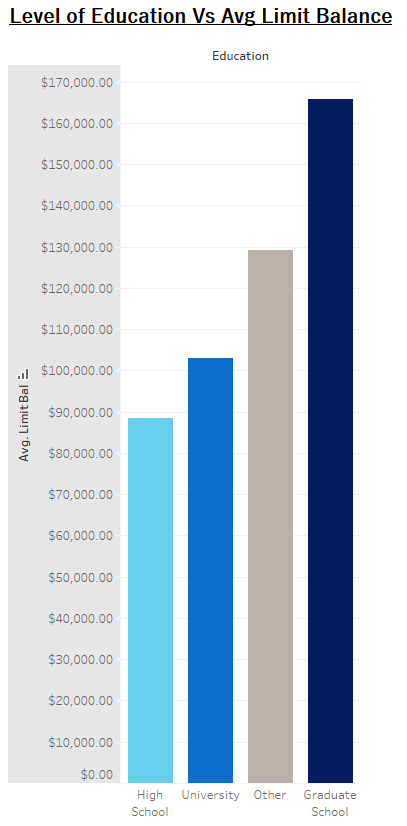 Level of Education Vs Avg Limit Balance
Education
$170,000.00
$160,000.00
$150,000.00
$140,000.00
$130,000.00
$120,000.00
$110,000.00
$100,000.00
$90,000.00
$80,000.00
$70,000.00
$60,000.00
$50,000.00
$40,000.00
$30,000.00
$20,000.00
$10,000.00
$0.00
Avg. Limit Bal
High
School
University
Other
Graduate
School